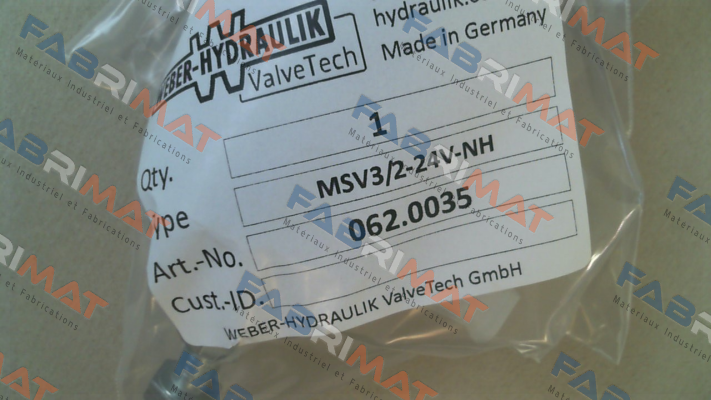 WEBER-HYDRAULIK
ValveTech
hydraulik.c
Made in Germany
Qty. 1
ype MSV3/2-24V-NH
Art.-No. 062.0035
Cust.-ID.
WEBER-HYDRAULIK ValveTech GmbH
FABRIMAT
Materiaux Industriel et Fabrications